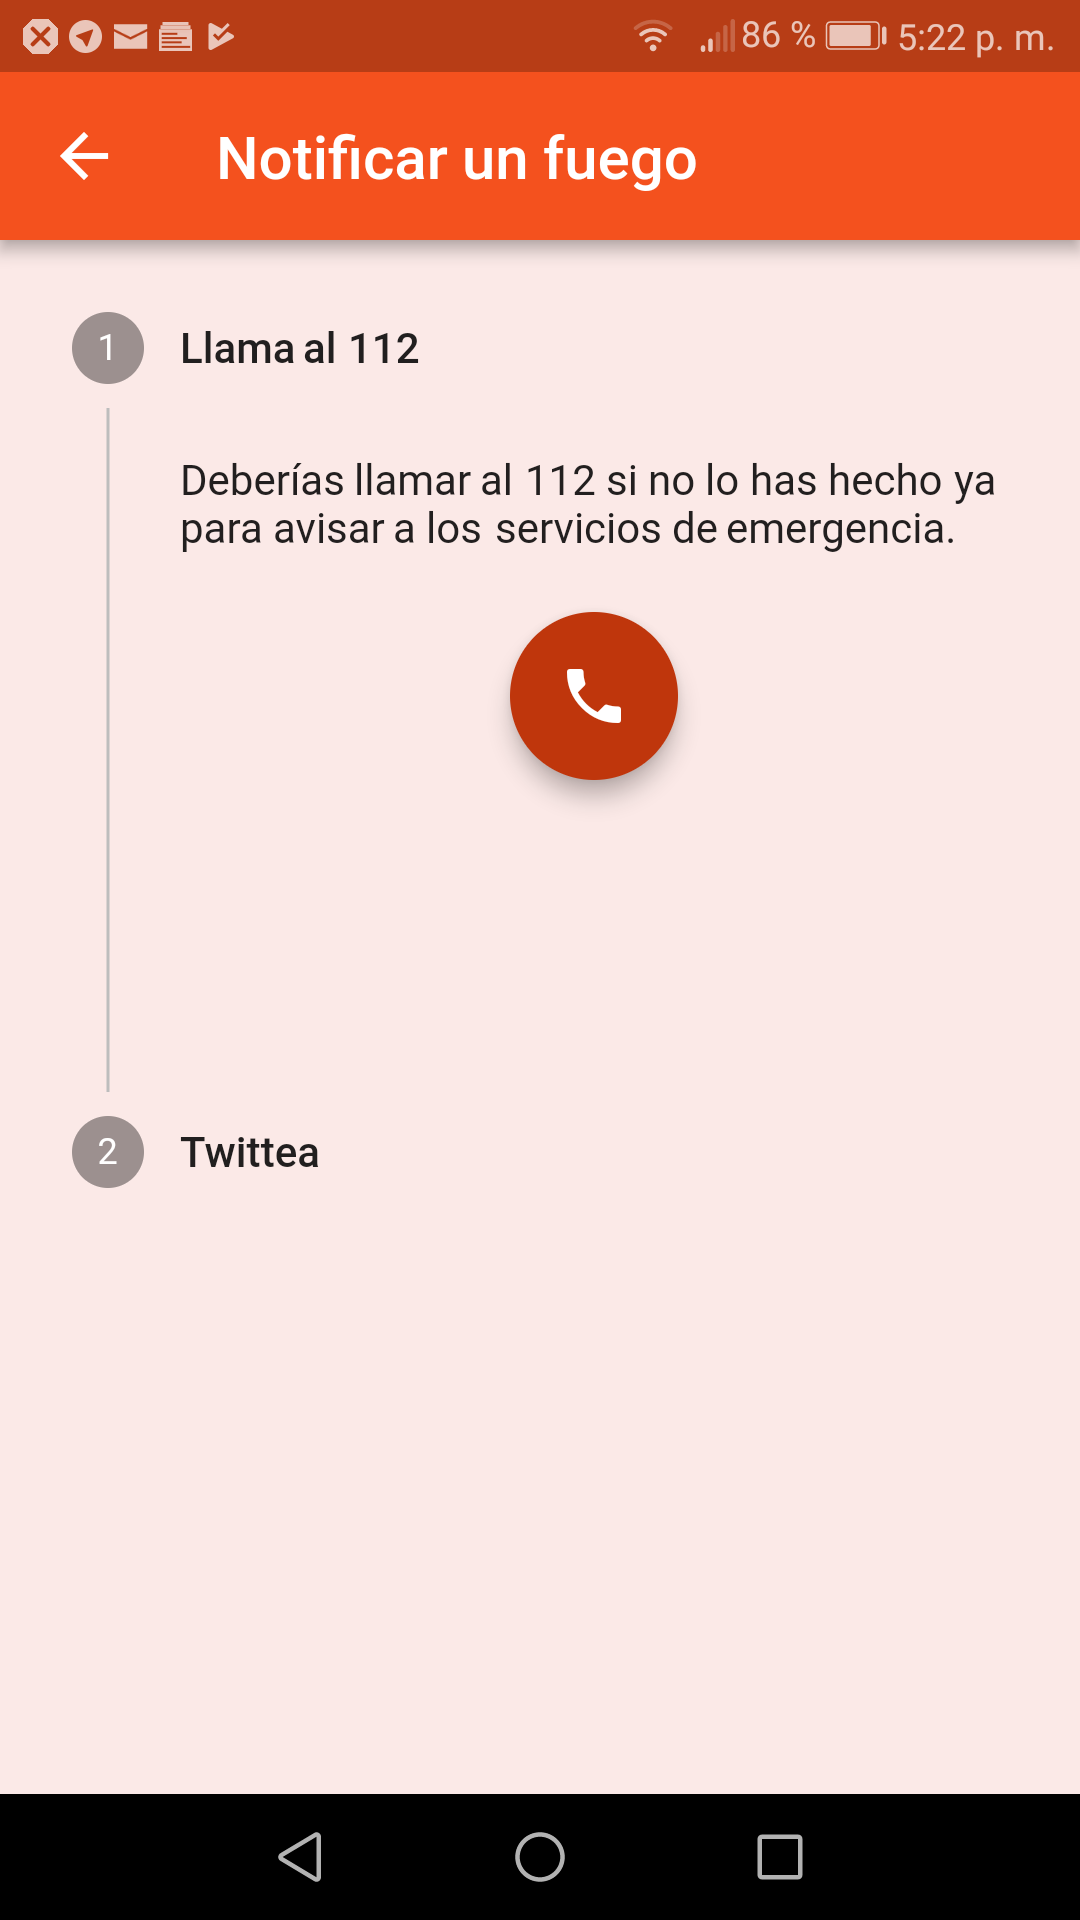 86 % 5:22 p. m.
Notificar un fuego
1 Llama al 112
Deberías llamar al 112 si no lo has hecho ya
para avisar a los servicios de emergencia.
2 Twittea